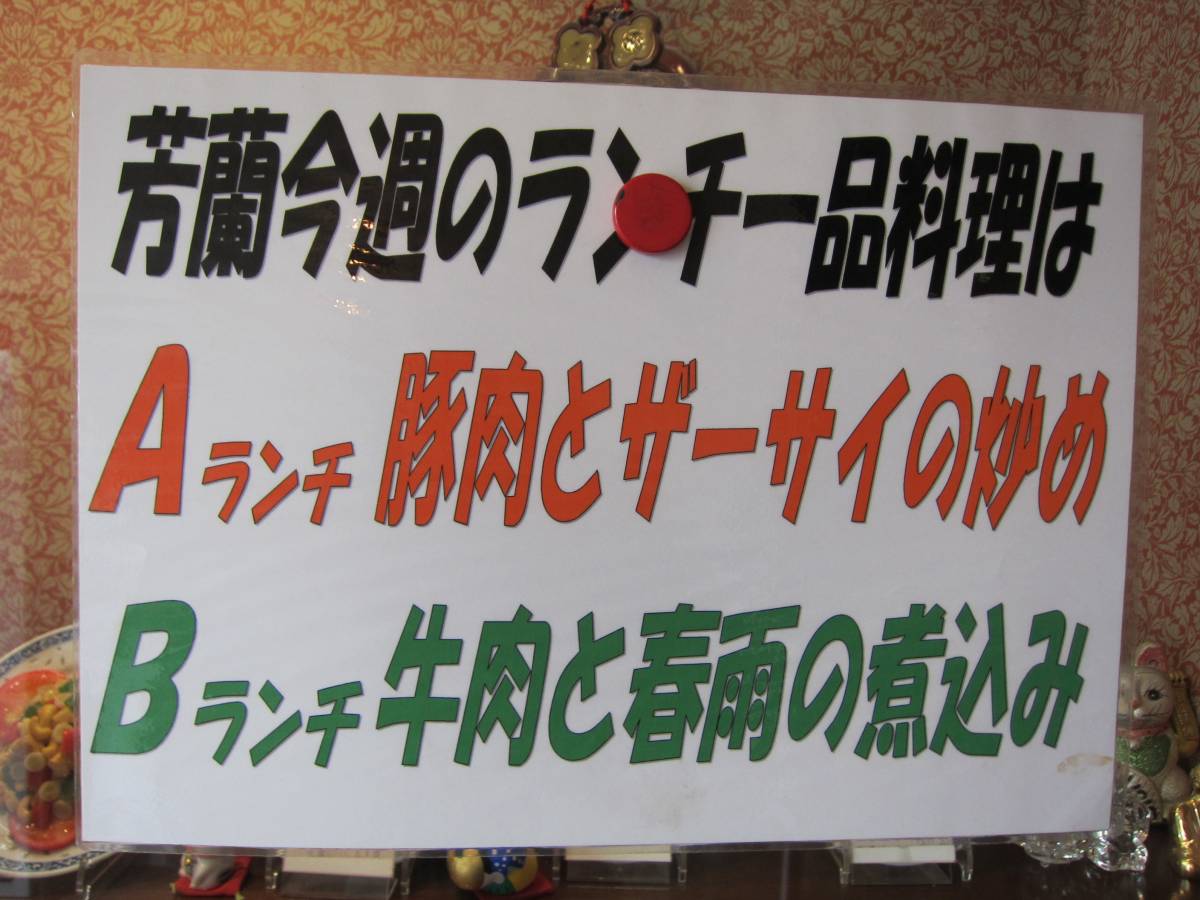 芳蘭今週のランチ一品料理は
Aランチ 豚肉とザーサイの炒め
Bランチ 牛肉と春雨の煮込み